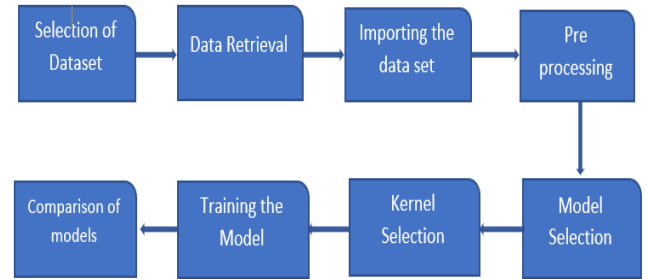 Selection of
Dataset
Data Retrieval
Importing the
data set
Pre
processing
Model
Selection
Kernel
Selection
Training the
Model
Comparison of
models